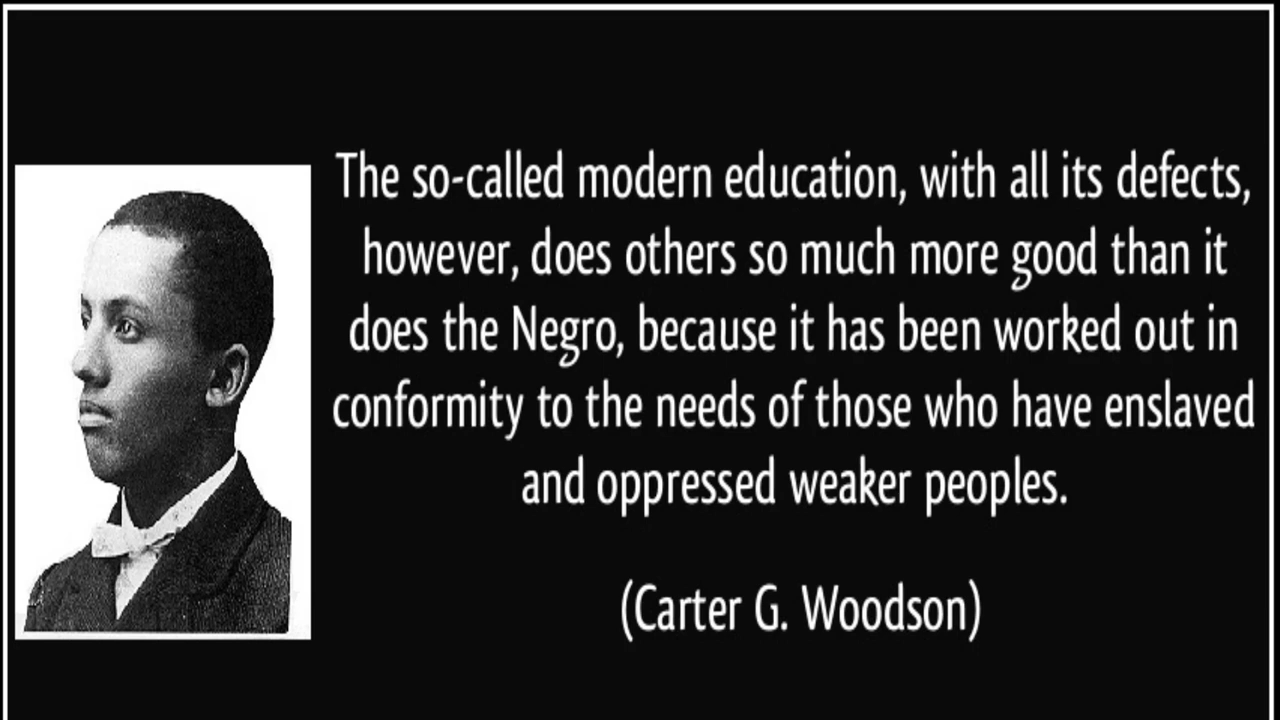 The so-called modern education, with all its defects,
however, does others so much more good than it
does the Negro, because it has been worked out in
conformity to the needs of those who have enslaved
and oppressed weaker peoples.
(Carter G. Woodson)